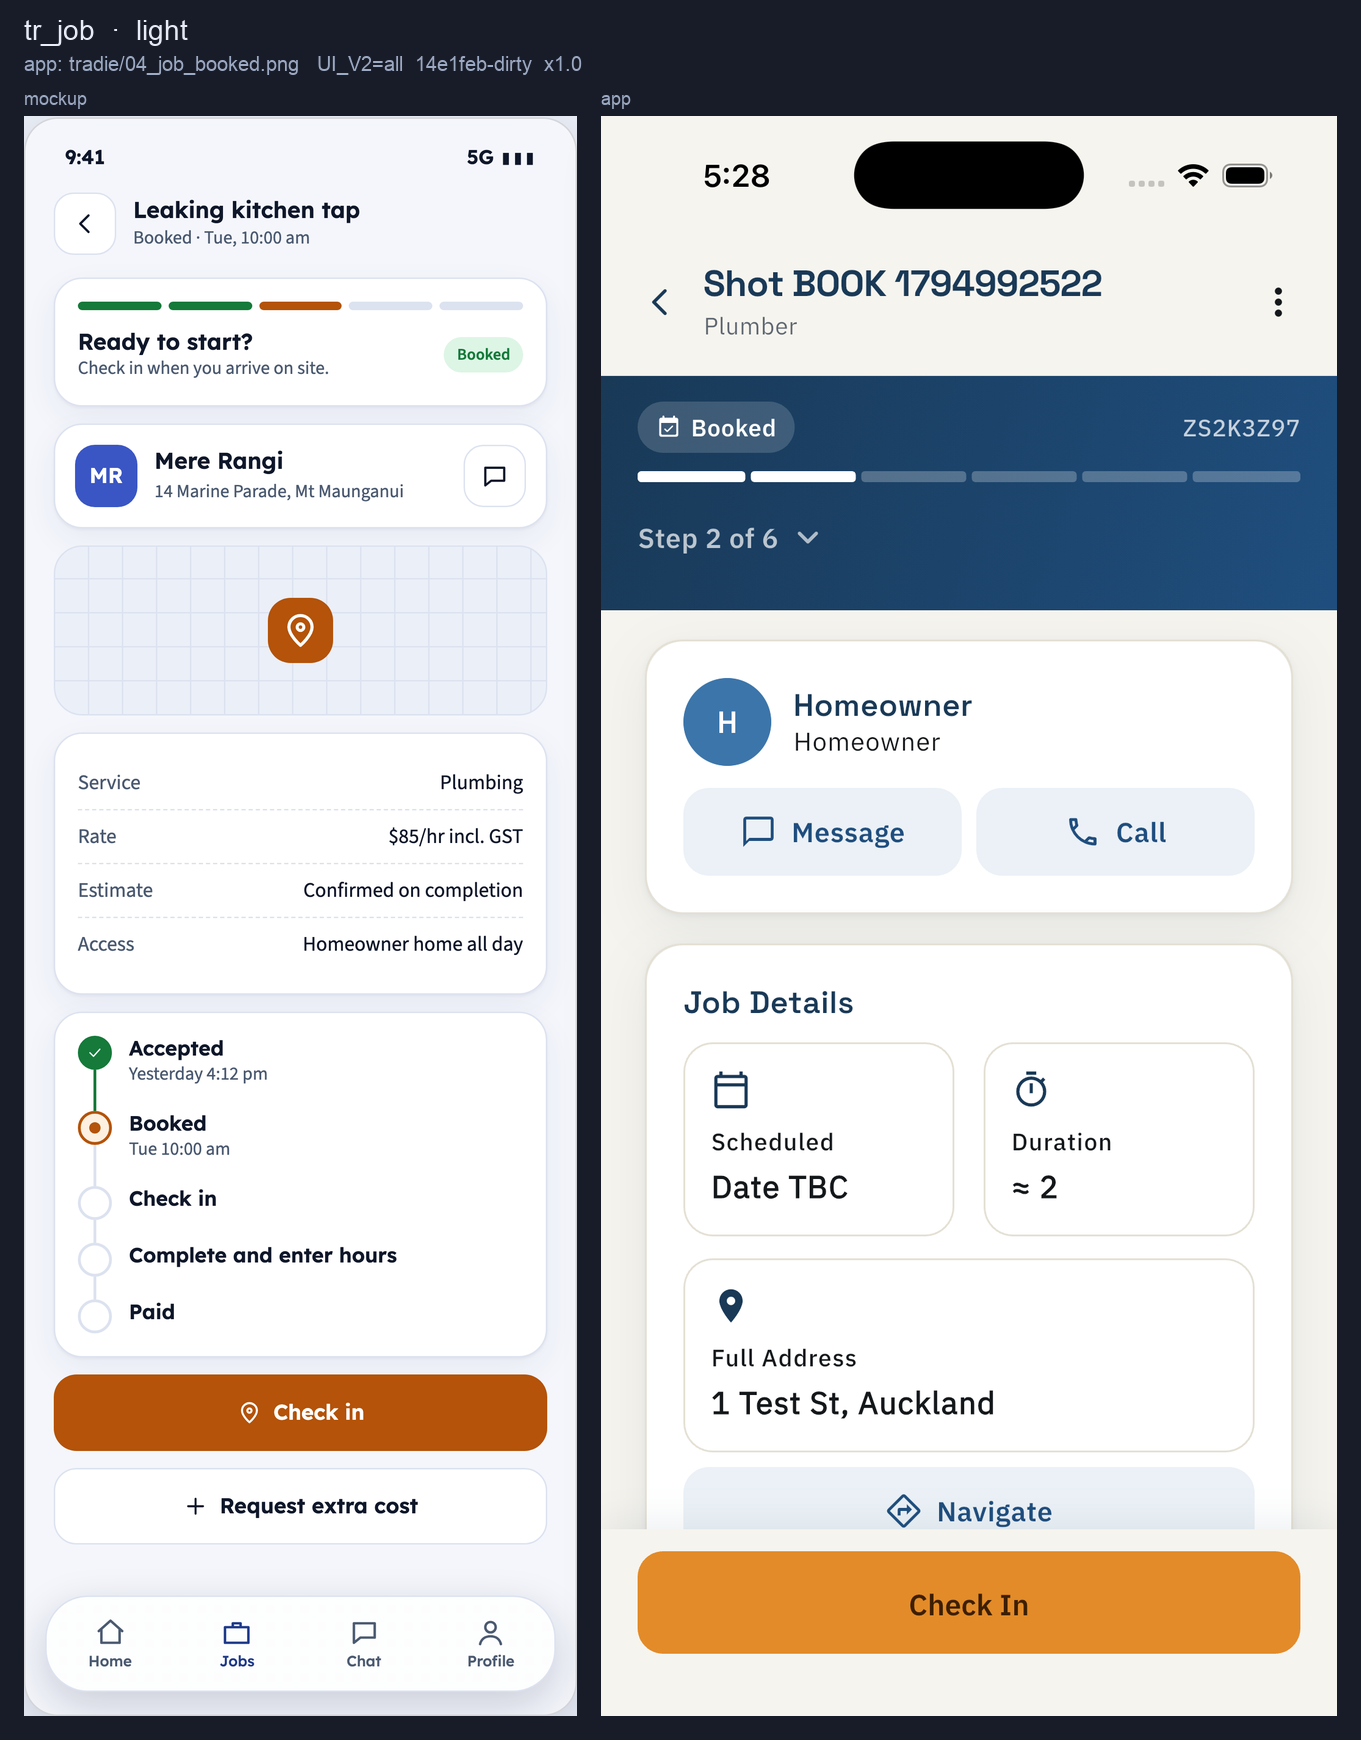 tr_job · light
app: tradie/04_job_booked.png UI_V2=all 14e1feb-dirty x1.0
mockup
9:41
5G
Leaking kitchen tap
Booked · Tue, 10:00 am
Ready to start?
Check in when you arrive on site.
Booked
MR
Mere Rangi
14 Marine Parade, Mt Maunganui
Service
Plumbing
Rate
$85/hr incl. GST
Estimate
Confirmed on completion
Access
Homeowner home all day
Accepted
Yesterday 4:12 pm
Booked
Tue 10:00 am
Check in
Complete and enter hours
Paid
Check in
Request extra cost
Home
Jobs
Chat
Profile
app
5:28
Shot BOOK 1794992522
Plumber
Booked
ZS2K3Z97
Step 2 of 6
H
Homeowner
Homeowner
Message
Call
Job Details
Scheduled
Date TBC
Duration
≈ 2
Full Address
1 Test St, Auckland
Navigate
Check In